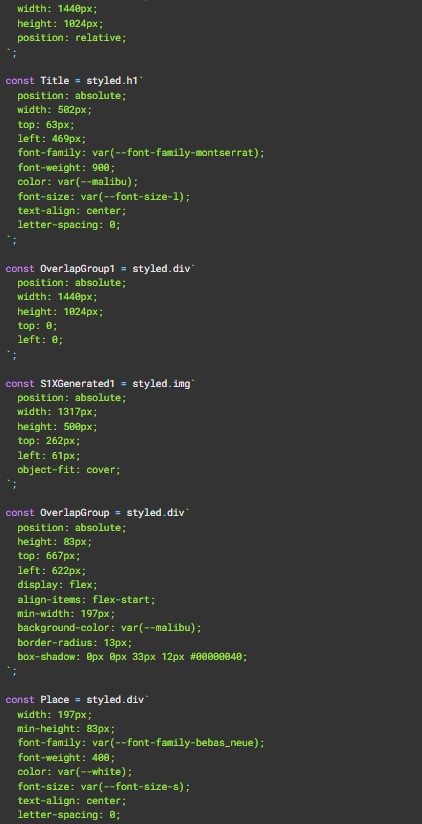 width: 1440px;
height: 1024px;
position: relative;
`;
const Title = styled.h1`
position: absolute;
width: 502px;
top: 63px;
left: 469px;
font-family: var(--font-family-montserrat);
font-weight: 900;
color: var(--malibu);
font-size: var(--font-size-l);
text-align: center;
letter-spacing: 0;
`;
const OverlapGroup1 = styled.div`
position: absolute;
width: 1440px;
height: 1024px;
top: 0;
left: 0;
`;
const S1XGenerated1 = styled.img`
position: absolute;
width: 1317px;
height: 500px;
top: 262px;
left: 61px;
object-fit: cover;
`;
const OverlapGroup = styled.div`
position: absolute;
height: 83px;
top: 667px;
left: 622px;
display: flex;
align-items: flex-start;
min-width: 197px;
background-color: var(--malibu);
border-radius: 13px;
box-shadow: 0px 0px 33px 12px #00000040;
`;
const Place = styled.div`
width: 197px;
min-height: 83px;
font-family: var(--font-family-bebas_neue);
font-weight: 400;
color: var(--white);
font-size: var(--font-size-s);
text-align: center;
letter-spacing: 0;